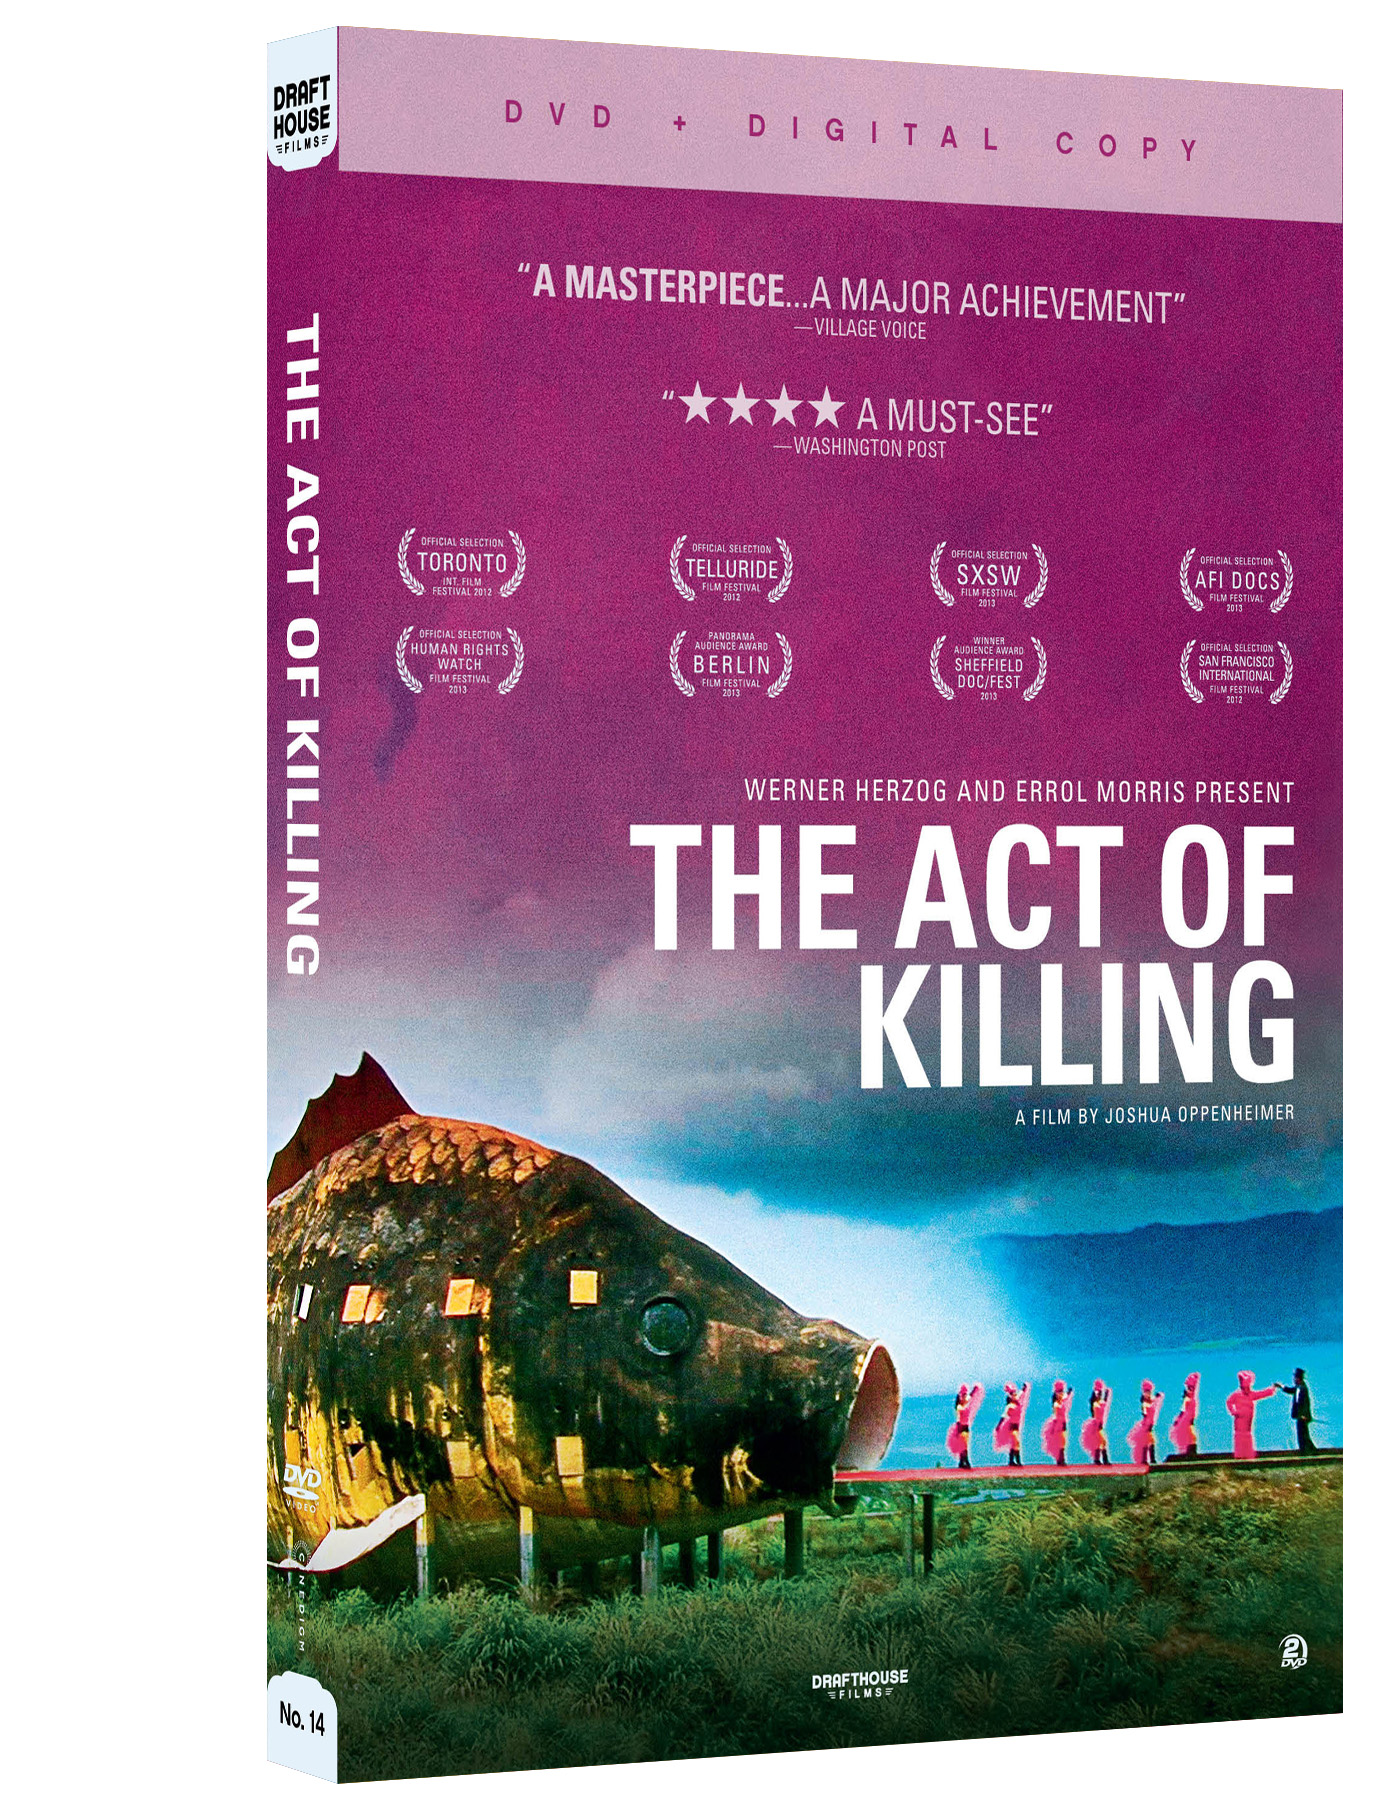 DRAFT
HOUSE
FILMS
THE ACT OF KILLING
DVD
VIDEO
CINEDIGM
No. 14
DVD + DIGITAL COPY
“A MASTERPIECE...A MAJOR ACHIEVEMENT”
—VILLAGE VOICE
“★★★★ A MUST-SEE”
—WASHINGTON POST
OFFICIAL SELECTION
TORONTO
INT. FILM
FESTIVAL 2012
OFFICIAL SELECTION
TELLURIDE
FILM FESTIVAL
2012
OFFICIAL SELECTION
SXSW
FILM FESTIVAL
2013
OFFICIAL SELECTION
AFI DOCS
FILM FESTIVAL
2013
OFFICIAL SELECTION
HUMAN RIGHTS
WATCH
FILM FESTIVAL
2013
PANORAMA
AUDIENCE AWARD
BERLIN
FILM FESTIVAL
2013
WINNER
AUDIENCE AWARD
SHEFFIELD
DOC/FEST
2013
OFFICIAL SELECTION
SAN FRANCISCO
INTERNATIONAL
FILM FESTIVAL
2012
WERNER HERZOG AND ERROL MORRIS PRESENT
THE ACT OF
KILLING
A FILM BY JOSHUA OPPENHEIMER
DRAFTHOUSE
FILMS
2
DVD